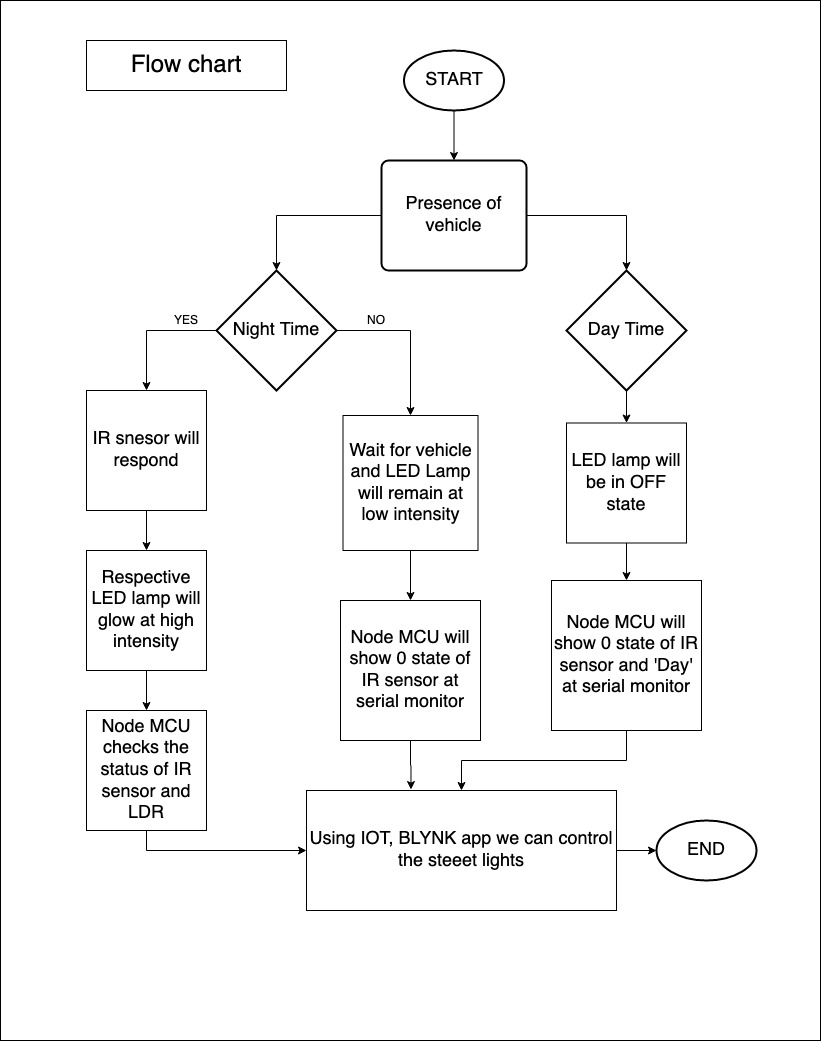 Flow chart
START
Presence of
vehicle
Night Time
YES
NO
Day Time
IR snesor will
respond
Respective
LED lamp will
glow at high
intensity
Node MCU
checks the
status of IR
sensor and
LDR
Wait for vehicle
and LED Lamp
will remain at
low intensity
Node MCU will
show 0 state of
IR sensor at
serial monitor
LED lamp will
be in OFF
state
Node MCU will
show 0 state of IR
sensor and 'Day'
at serial monitor
Using IOT, BLYNK app we can control
the steeet lights
END